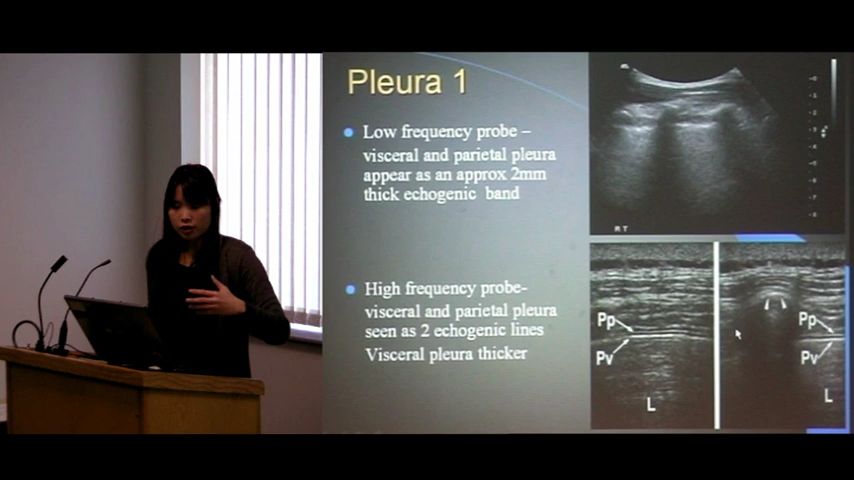 Pleura 1
Low frequency probe –
visceral and parietal pleura
appear as an approx 2mm
thick echogenic band
High frequency probe-
visceral and parietal pleura
seen as 2 echogenic lines
Visceral pleura thicker
RT
Pp
Pv
L
Pp
Pv
L